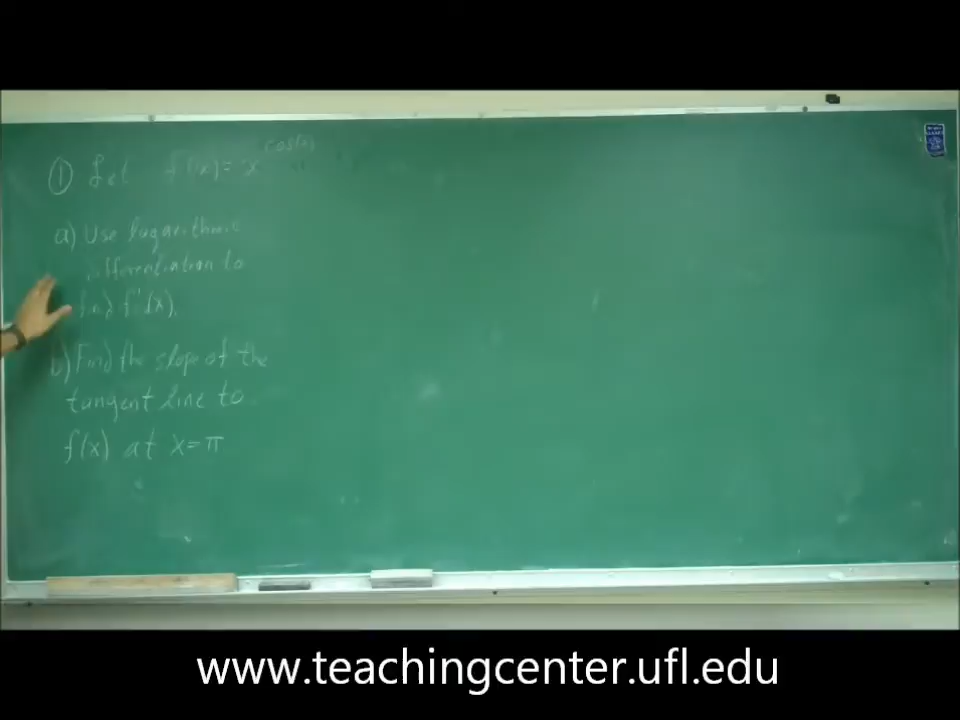 ① Let f(x) = x^cos(x)
a) Use logarithmic
differentiation to
find f'(x).
b) Find the slope of the
tangent line to
f(x) at x = π
www.teachingcenter.ufl.edu